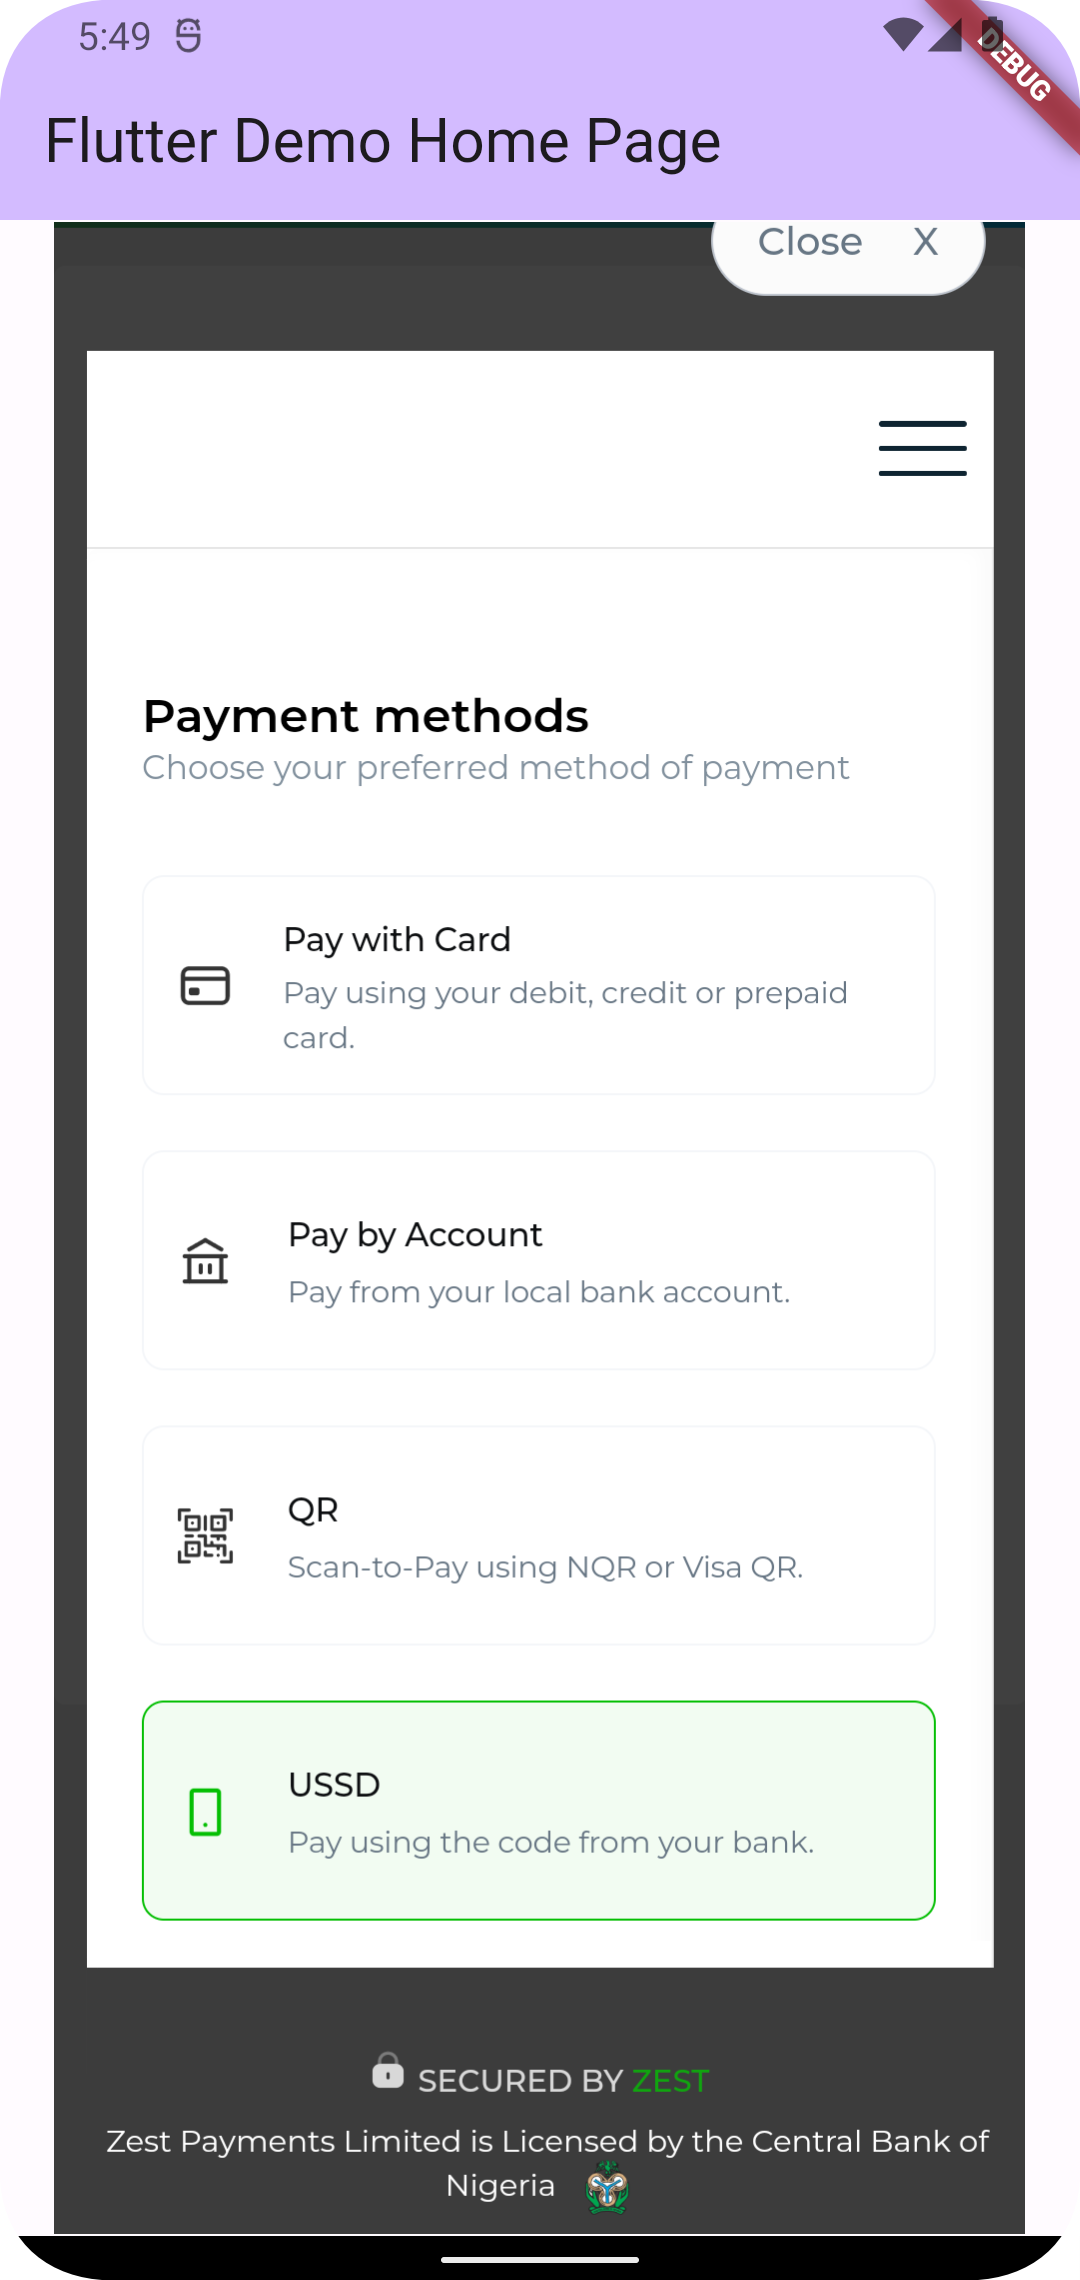 5:49
DEBUG
Flutter Demo Home Page
Close X
Payment methods
Choose your preferred method of payment
Pay with Card
Pay using your debit, credit or prepaid
card.
Pay by Account
Pay from your local bank account.
QR
Scan-to-Pay using NQR or Visa QR.
USSD
Pay using the code from your bank.
SECURED BY ZEST
Zest Payments Limited is Licensed by the Central Bank of
Nigeria